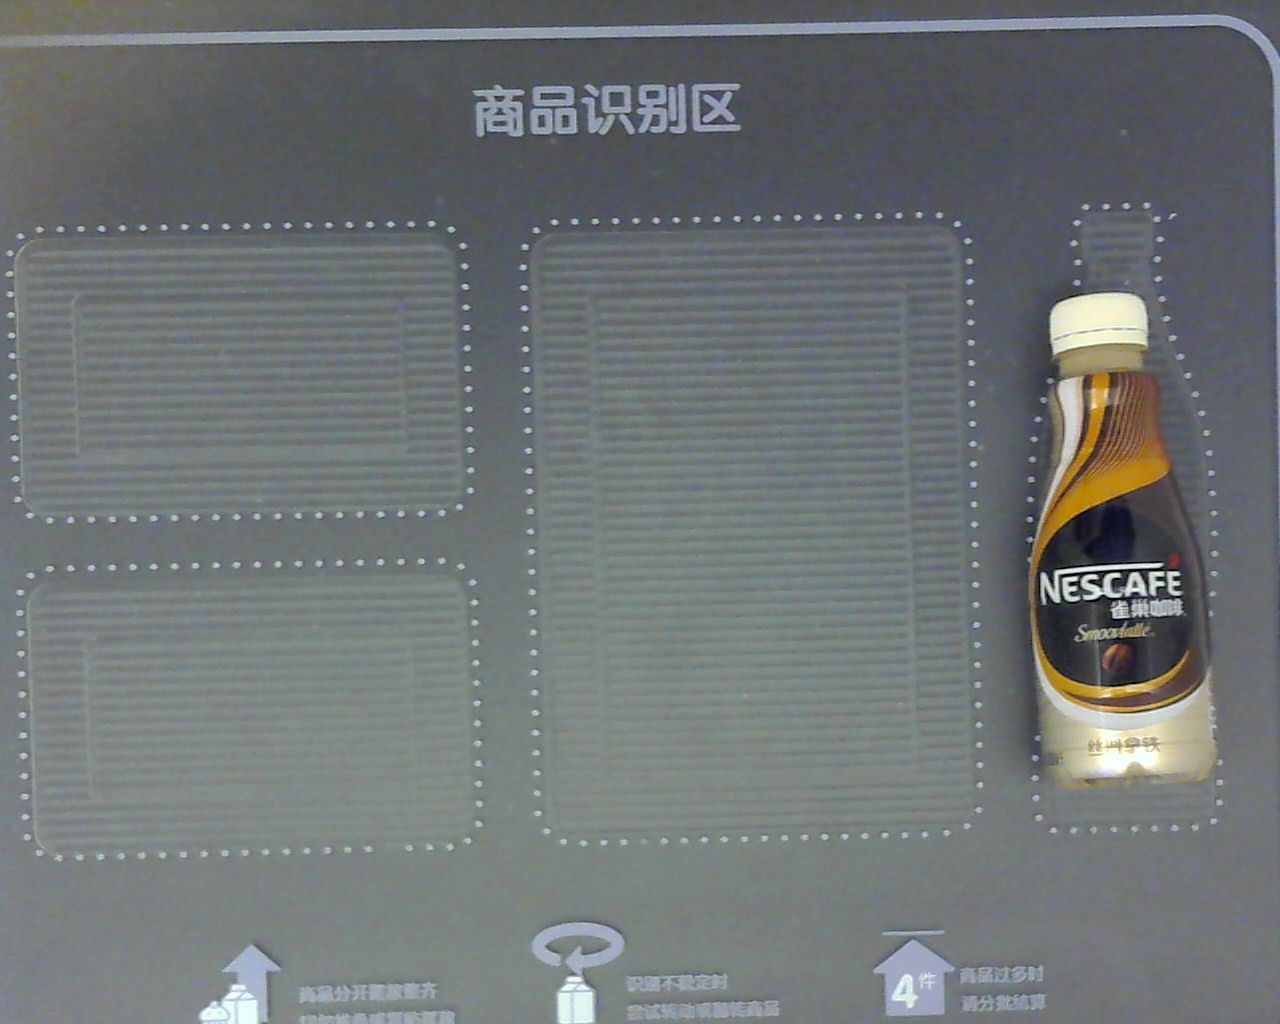 商品识别区
NESCAFÉ
雀巢咖啡
Smoovlatte
丝滑拿铁
商品分开摆放整齐
识别不稳定时
尝试转动或翻转商品
4件
商品过多时
请分批结算